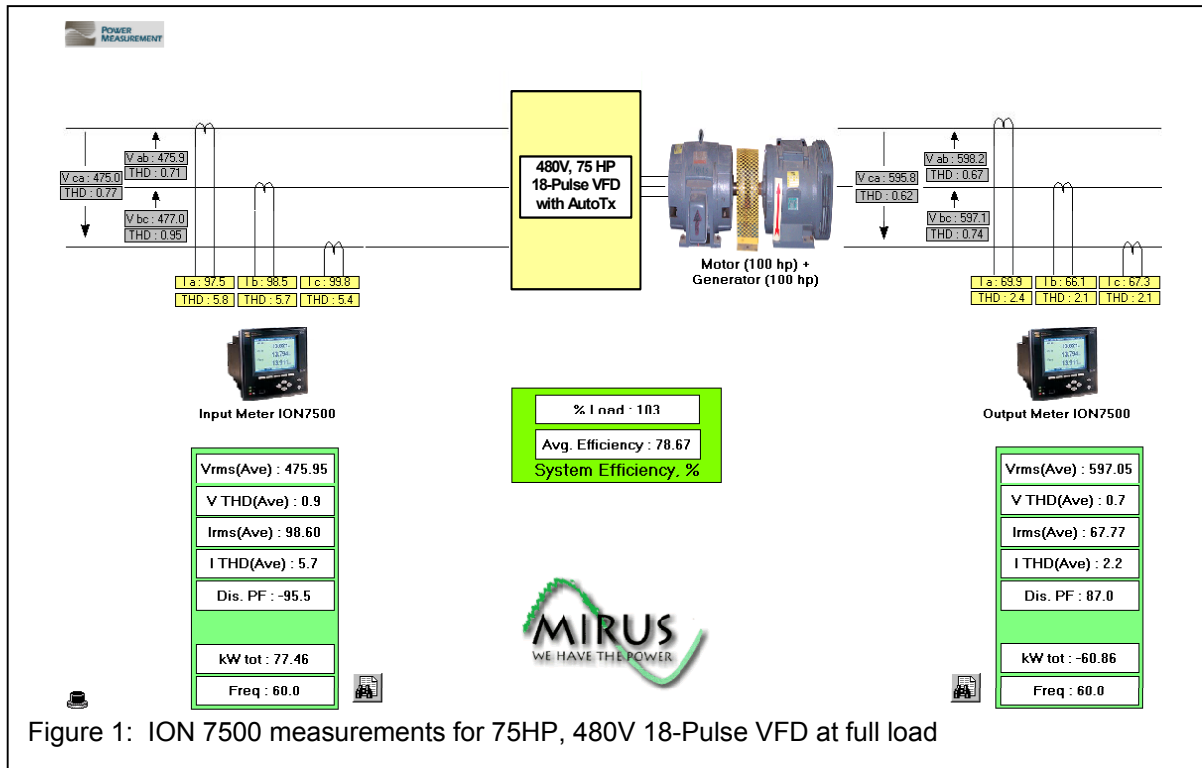 POWER
MEASUREMENT
V ab : 475.9
THD : 0.71
V ca : 475.0
THD : 0.77
V bc : 477.0
THD : 0.95
I a : 97.5
I b : 98.5
I c : 99.8
THD : 5.8
THD : 5.7
THD : 5.4
480V, 75 HP
18-Pulse VFD
with AutoTx
Motor (100 hp) +
Generator (100 hp)
V ab : 598.2
THD : 0.67
V ca : 595.8
THD : 0.62
V bc : 597.1
THD : 0.74
I a : 69.9
I b : 66.1
I c : 67.3
THD : 2.4
THD : 2.1
THD : 2.1
Input Meter ION7500
% Load : 103
Avg. Efficiency : 78.67
System Efficiency, %
Output Meter ION7500
Vrms(Ave) : 475.95
V THD(Ave) : 0.9
Irms(Ave) : 98.60
I THD(Ave) : 5.7
Dis. PF : -95.5
kW tot : 77.46
Freq : 60.0
MIRUS
WE HAVE THE POWER
Vrms(Ave) : 597.05
V THD(Ave) : 0.7
Irms(Ave) : 67.77
I THD(Ave) : 2.2
Dis. PF : 87.0
kW tot : -60.86
Freq : 60.0
Figure 1: ION 7500 measurements for 75HP, 480V 18-Pulse VFD at full load